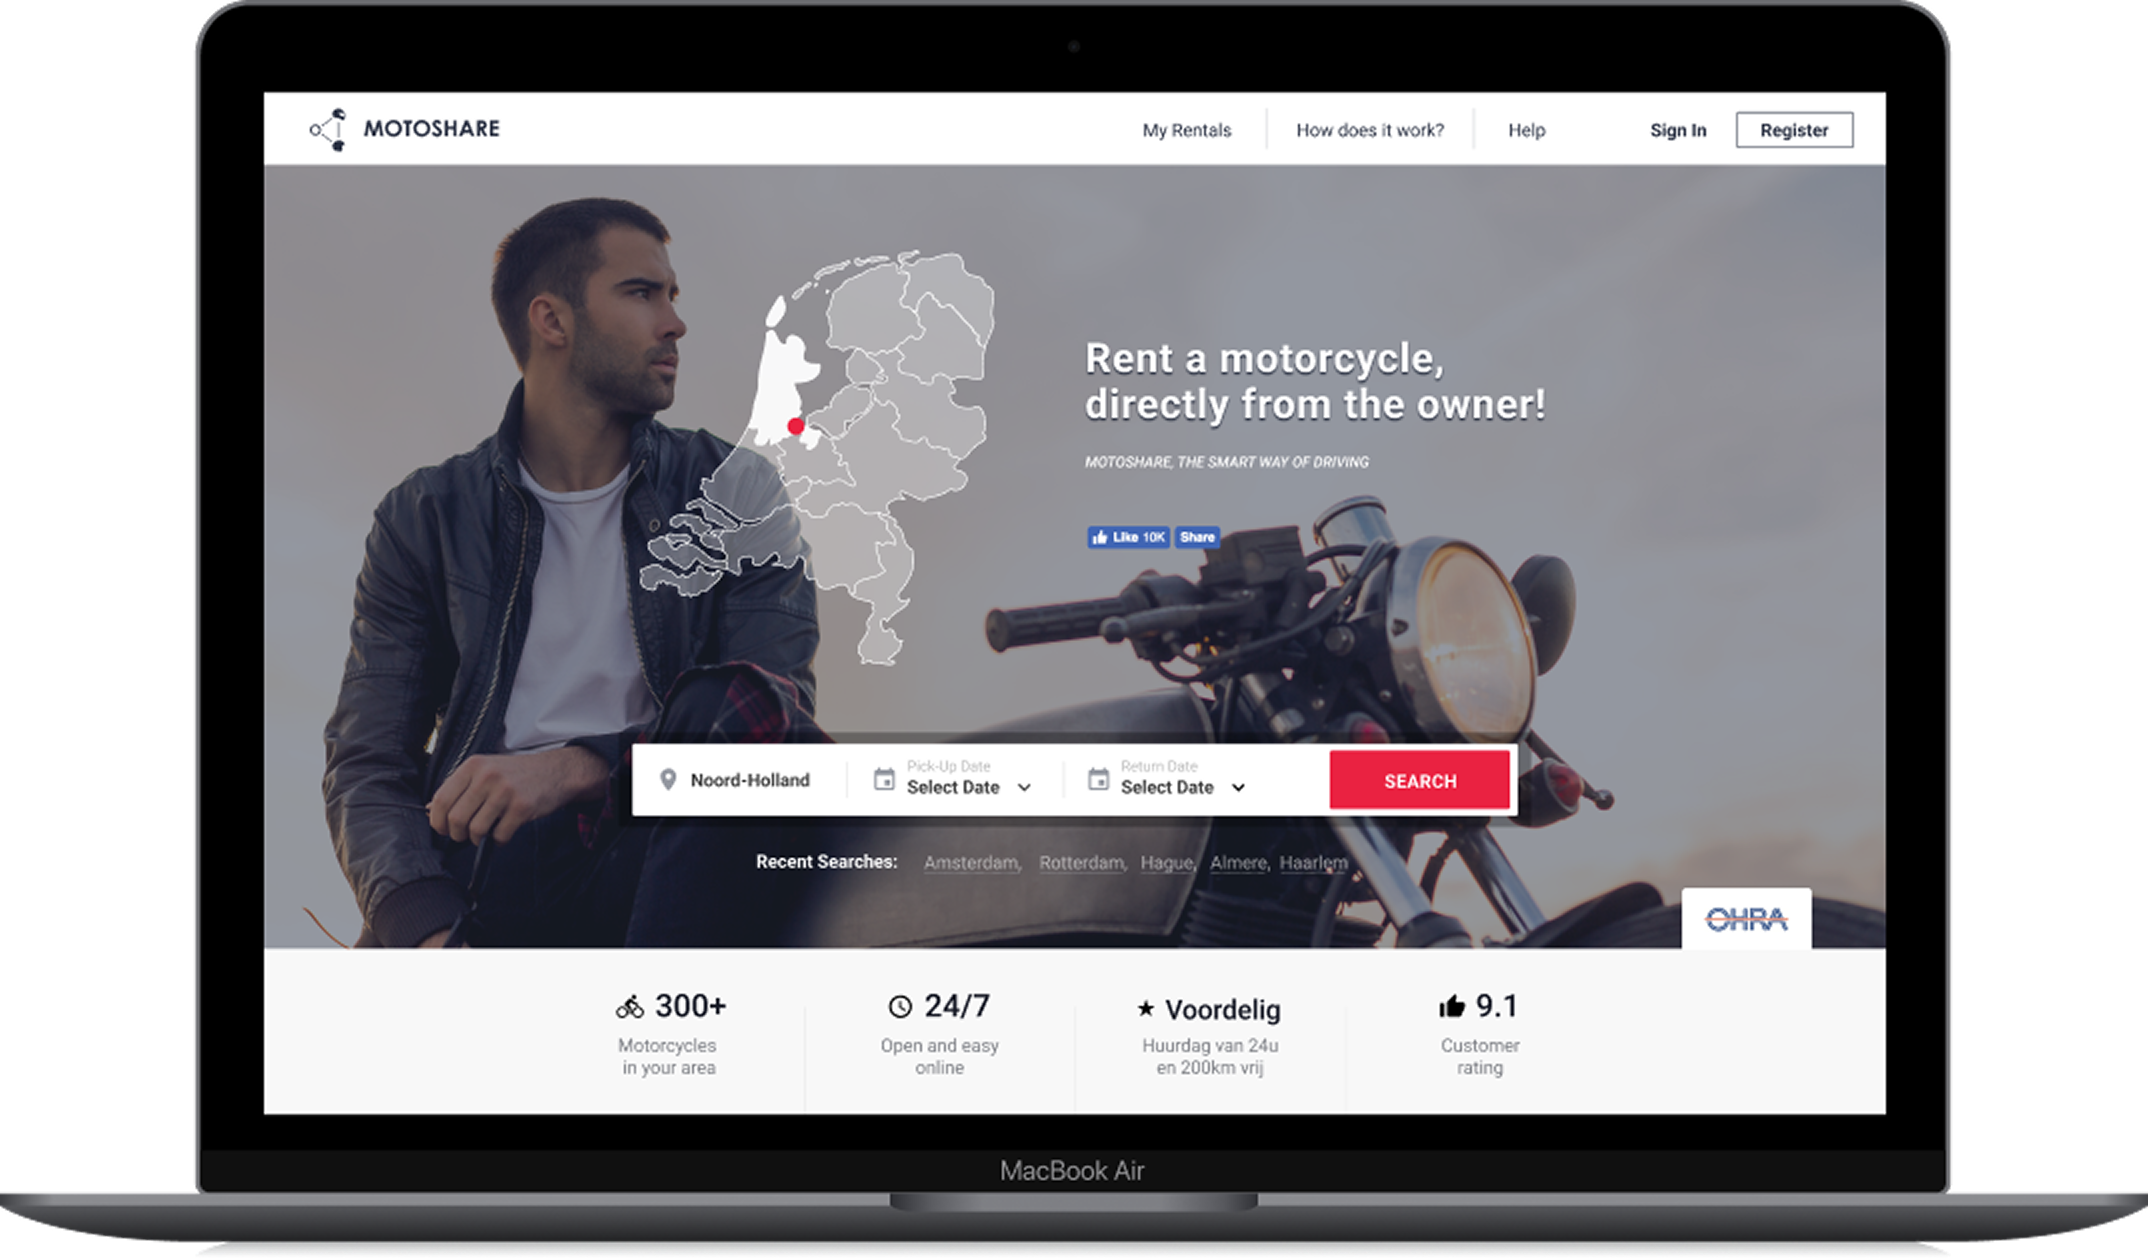 MOTOSHARE
My Rentals
How does it work?
Help
Sign In
Register
Rent a motorcycle,
directly from the owner!
MOTOSHARE, THE SMART WAY OF DRIVING
Like 10K
Share
Noord-Holland
Pick-Up Date
Select Date
Return Date
Select Date
SEARCH
Recent Searches: Amsterdam, Rotterdam, Hague, Almere, Haarlem
OHRA
300+
Motorcycles
in your area
24/7
Open and easy
online
Voordelig
Huurdag van 24u
en 200km vrij
9.1
Customer
rating
MacBook Air